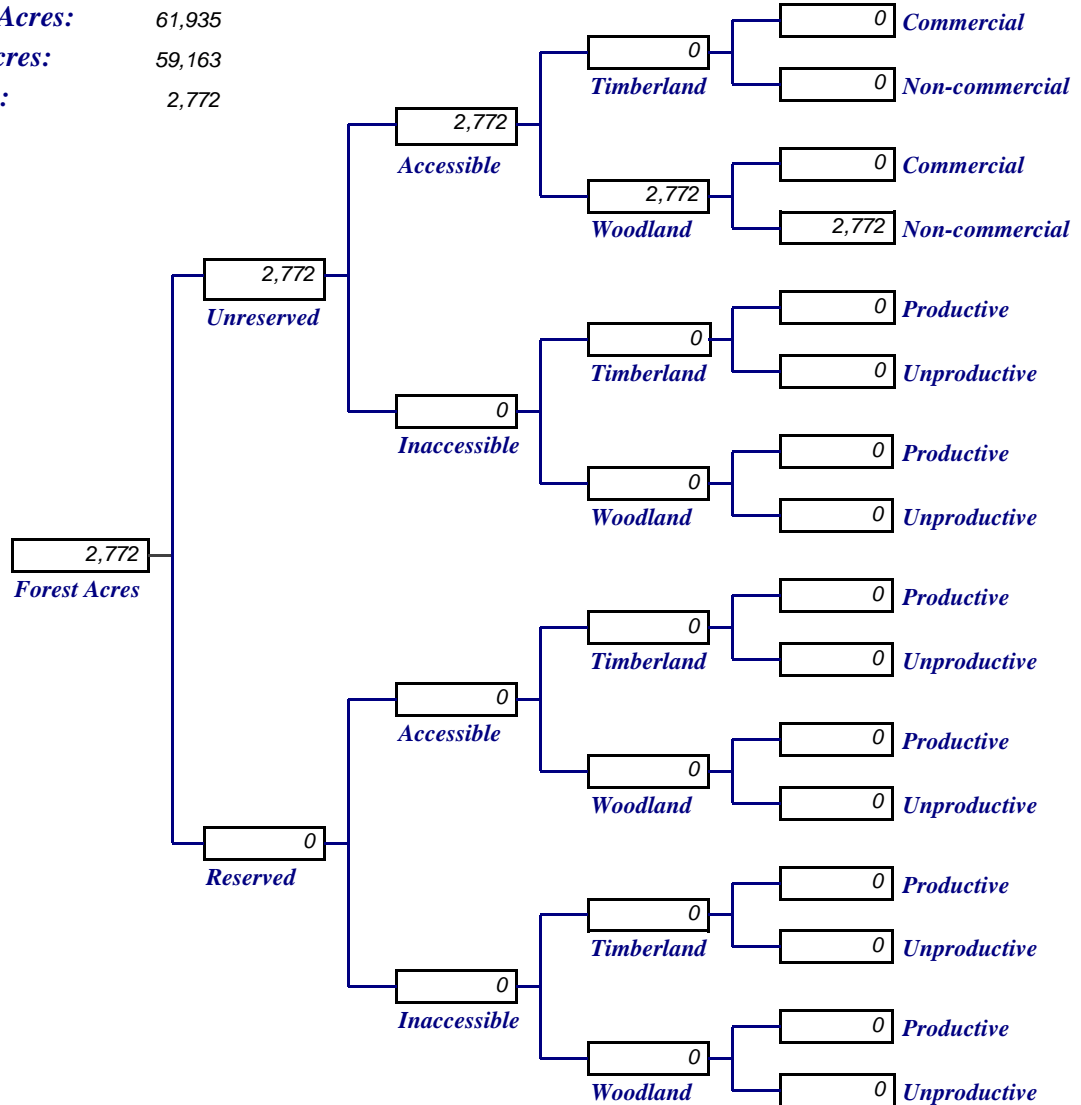 Acres: 61,935
cres: 59,163
: 2,772
0 Commercial
0 Timberland
0 Non-commercial
2,772 Accessible
0 Commercial
2,772 Woodland
2,772 Non-commercial
2,772 Unreserved
0 Productive
0 Timberland
0 Unproductive
0 Inaccessible
0 Productive
0 Woodland
0 Unproductive
2,772 Forest Acres
0 Productive
0 Timberland
0 Unproductive
0 Accessible
0 Productive
0 Woodland
0 Unproductive
0 Reserved
0 Productive
0 Timberland
0 Unproductive
0 Inaccessible
0 Productive
0 Woodland
0 Unproductive